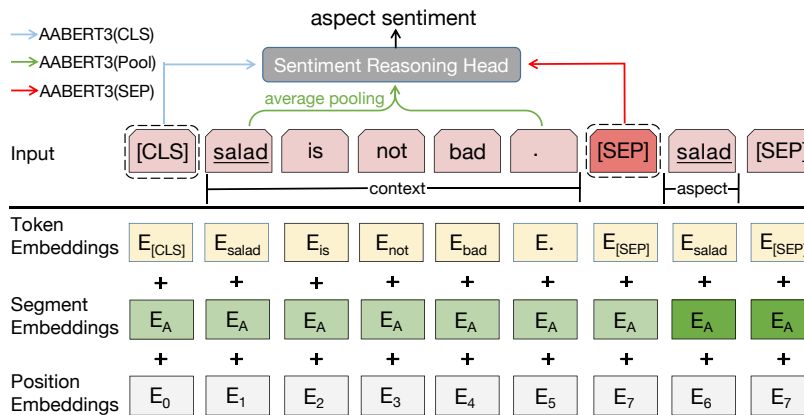 aspect sentiment
AABERT3(CLS)
AABERT3(Pool)
AABERT3(SEP)
Sentiment Reasoning Head
average pooling
Input [CLS] salad is not bad . [SEP] salad [SEP]
context aspect
Token Embeddings E[CLS] Esalad Eis Enot Ebad E. E[SEP] Esalad E[SEP]
+ + + + + + + + +
Segment Embeddings EA EA EA EA EA EA EA EA EA
+ + + + + + + + +
Position Embeddings E0 E1 E2 E3 E4 E5 E7 E6 E7